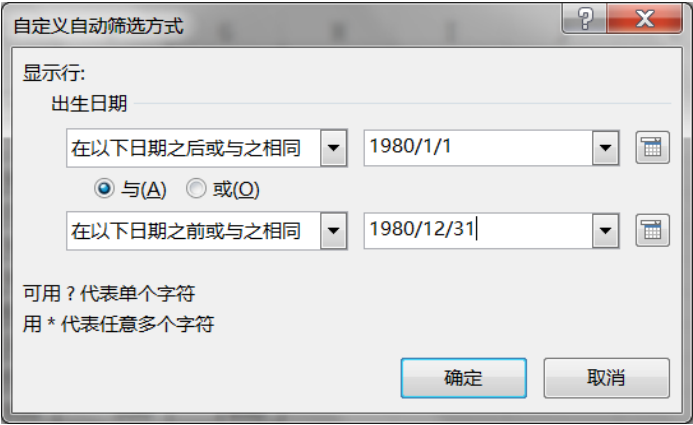 自定义自动筛选方式
显示行:
出生日期
在以下日期之后或与之相同 1980/1/1
与(A) 或(O)
在以下日期之前或与之相同 1980/12/31
可用 ? 代表单个字符
用 * 代表任意多个字符
确定 取消